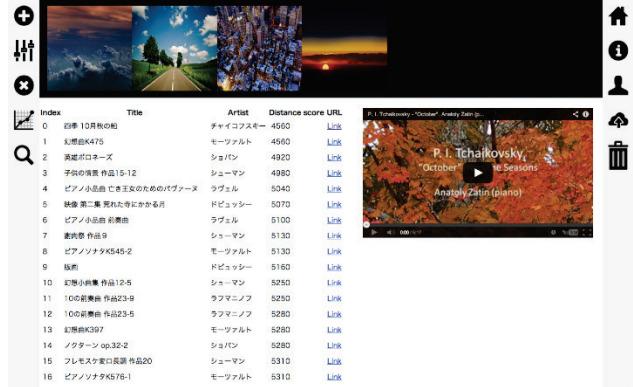 Index Title Artist Distance score URL
0 四季 10月秋の船 チャイコフスキー 4560 Link
1 幻想曲K475 モーツァルト 4560 Link
2 英雄ポロネーズ ショパン 4920 Link
3 子供の情景 作品15-12 シューマン 4980 Link
4 ピアノ小品曲 亡き王女のためのパヴァーヌ ラヴェル 5040 Link
5 映像 第二集 荒れた寺にかかる月 ドビュッシー 5070 Link
6 ピアノ小品曲 前奏曲 ラヴェル 5100 Link
7 謝肉祭 作品9 シューマン 5130 Link
8 ピアノソナタK545-2 モーツァルト 5130 Link
9 版画 ドビュッシー 5160 Link
10 幻想小曲集 作品12-5 シューマン 5250 Link
11 10の前奏曲 作品23-9 ラフマニノフ 5250 Link
12 10の前奏曲 作品23-5 ラフマニノフ 5280 Link
13 幻想曲K397 モーツァルト 5280 Link
14 ノクターン op.32-2 ショパン 5280 Link
15 フレモスケ変ロ長調 作品20 シューマン 5310 Link
16 ピアノソナタK576-1 モーツァルト 5310 Link
P. I. Tchaikovsky - "October". Anatoly Zatin (p...
P. I. Tchaikovsky,
"October" The Seasons
Anatoly Zatin (piano)
0:00